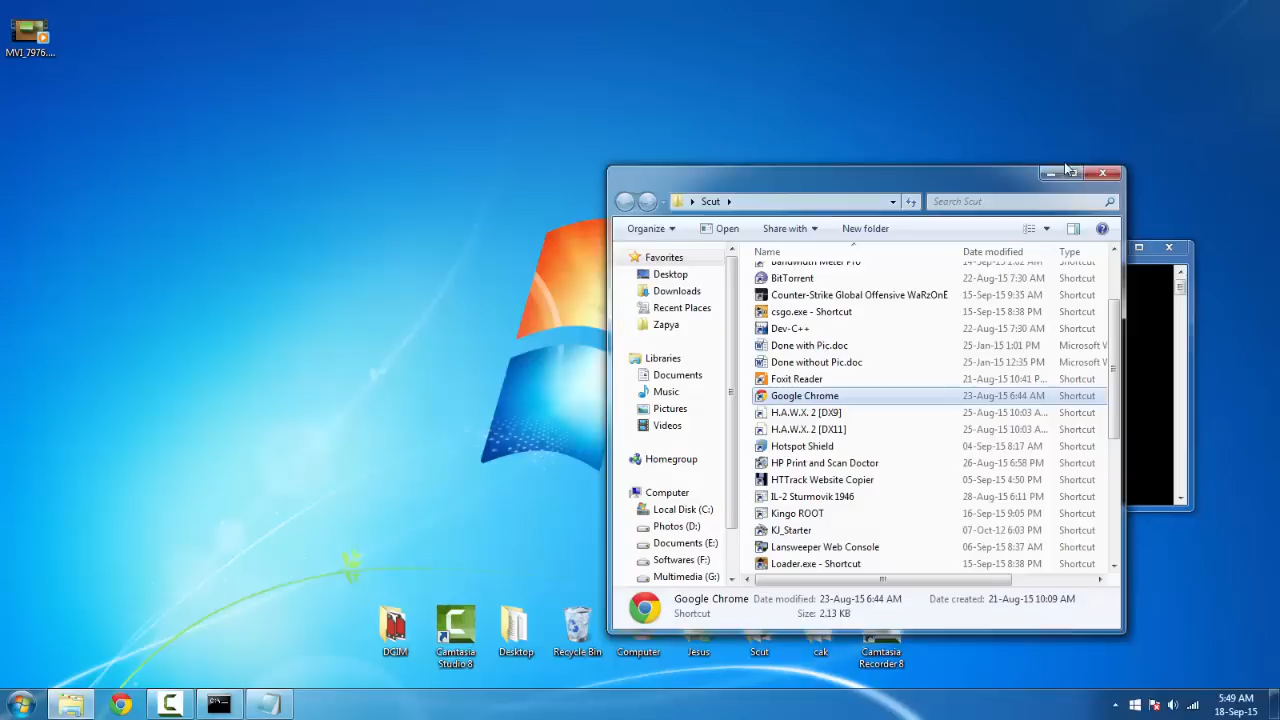 MVI_7976....
Scut
Search Scut
Organize
Open
Share with
New folder
Favorites
Desktop
Downloads
Recent Places
Zapya
Libraries
Documents
Music
Pictures
Videos
Homegroup
Computer
Local Disk (C:)
Photos (D:)
Documents (E:)
Softwares (F:)
Multimedia (G:)
Name Date modified Type
Bandwidth Meter Pro 14-Sep-15 1:02 AM Shortcut
BitTorrent 22-Aug-15 7:30 AM Shortcut
Counter-Strike Global Offensive WaRzOnE 15-Sep-15 9:35 AM Shortcut
csgo.exe - Shortcut 15-Sep-15 8:38 PM Shortcut
Dev-C++ 22-Aug-15 7:30 AM Shortcut
Done with Pic.doc 25-Jan-15 1:01 PM Microsoft W
Done without Pic.doc 25-Jan-15 12:35 PM Microsoft W
Foxit Reader 21-Aug-15 10:41 P... Shortcut
Google Chrome 23-Aug-15 6:44 AM Shortcut
H.A.W.X. 2 [DX9] 25-Aug-15 10:03 A... Shortcut
H.A.W.X. 2 [DX11] 25-Aug-15 10:03 A... Shortcut
Hotspot Shield 04-Sep-15 8:17 AM Shortcut
HP Print and Scan Doctor 26-Aug-15 6:58 PM Shortcut
HTTrack Website Copier 05-Sep-15 4:50 PM Shortcut
IL-2 Sturmovik 1946 28-Aug-15 6:11 PM Shortcut
Kingo ROOT 16-Sep-15 9:05 PM Shortcut
KJ_Starter 07-Oct-12 6:03 PM Shortcut
Lansweeper Web Console 06-Sep-15 8:37 AM Shortcut
Loader.exe - Shortcut 15-Sep-15 8:38 PM Shortcut
Google Chrome Date modified: 23-Aug-15 6:44 AM Date created: 21-Aug-15 10:09 AM
Shortcut Size: 2.13 KB
DGIM
Camtasia Studio 8
Desktop
Recycle Bin
Computer
Jesus
Scut
cak
Camtasia Recorder 8
C:\.
5:49 AM
18-Sep-15